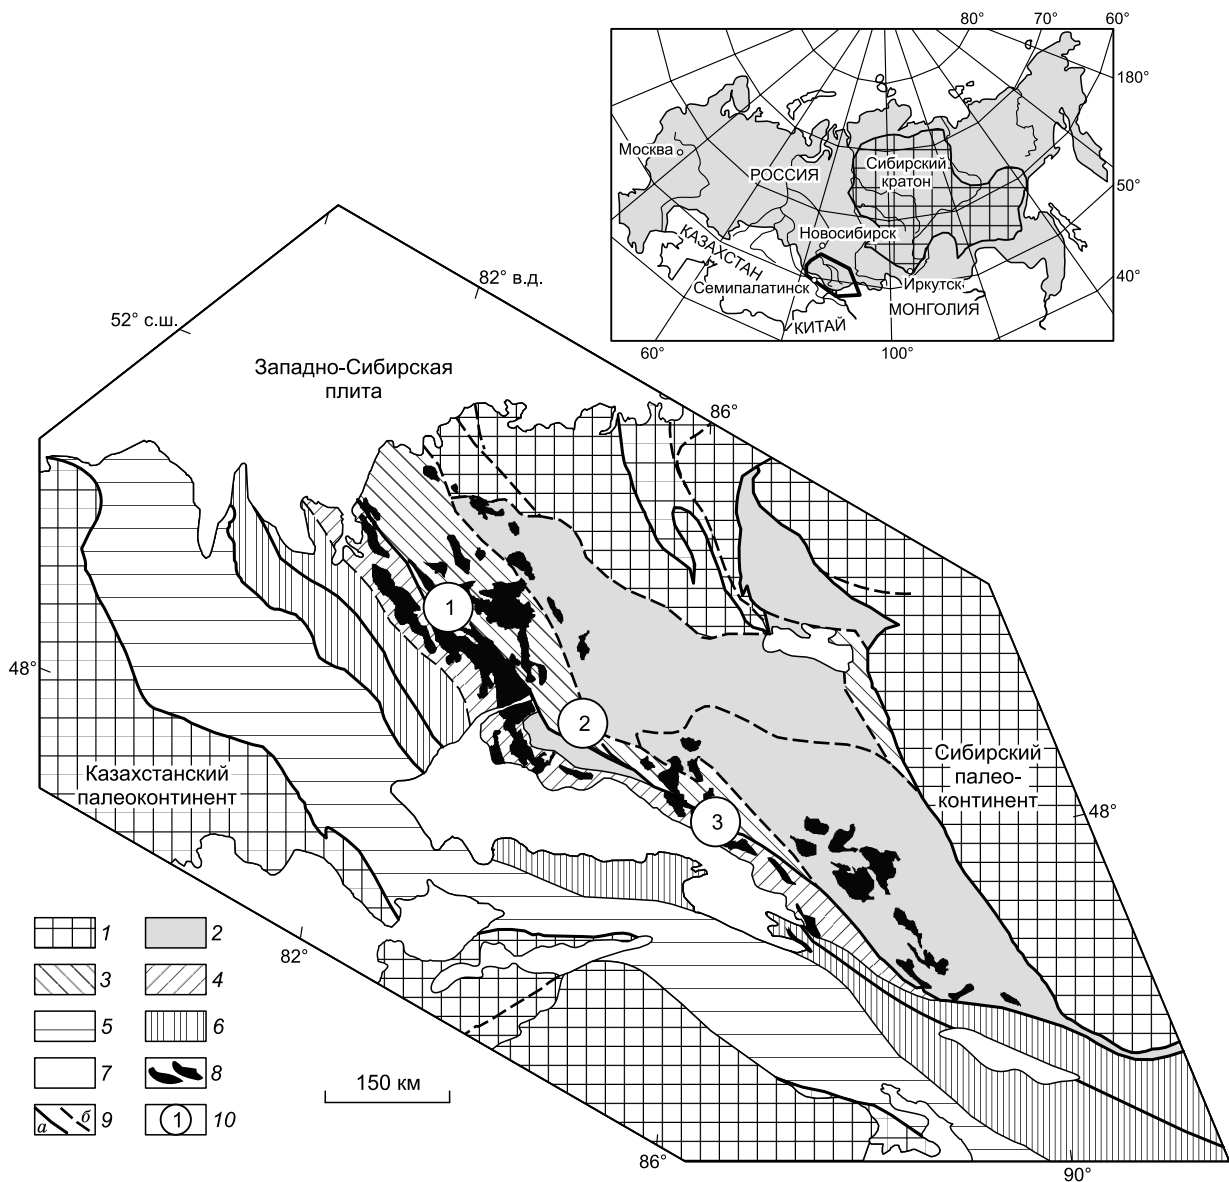 80°
70°
60°
180°
Москва
Сибирский
кратон
РОССИЯ
50°
Новосибирск
КАЗАХСТАН
Семипалатинск
Иркутск
40°
МОНГОЛИЯ
КИТАЙ
60°
100°
82° в.д.
52° с.ш.
Западно-Сибирская
плита
86°
1
48°
2
Сибирский
палео-
континент
Казахстанский
палеоконтинент
3
48°
82°
1
2
3
4
5
6
7
8
а
б
9
1
10
150 км
86°
90°